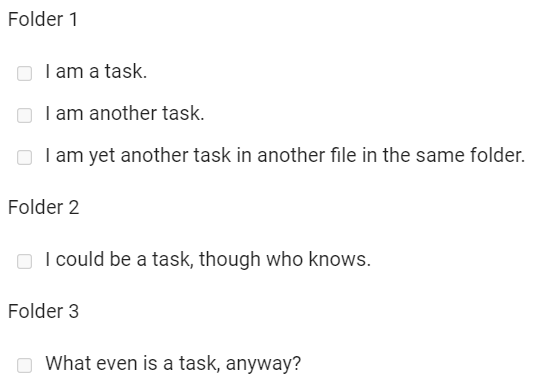 Folder 1
I am a task.
I am another task.
I am yet another task in another file in the same folder.
Folder 2
I could be a task, though who knows.
Folder 3
What even is a task, anyway?